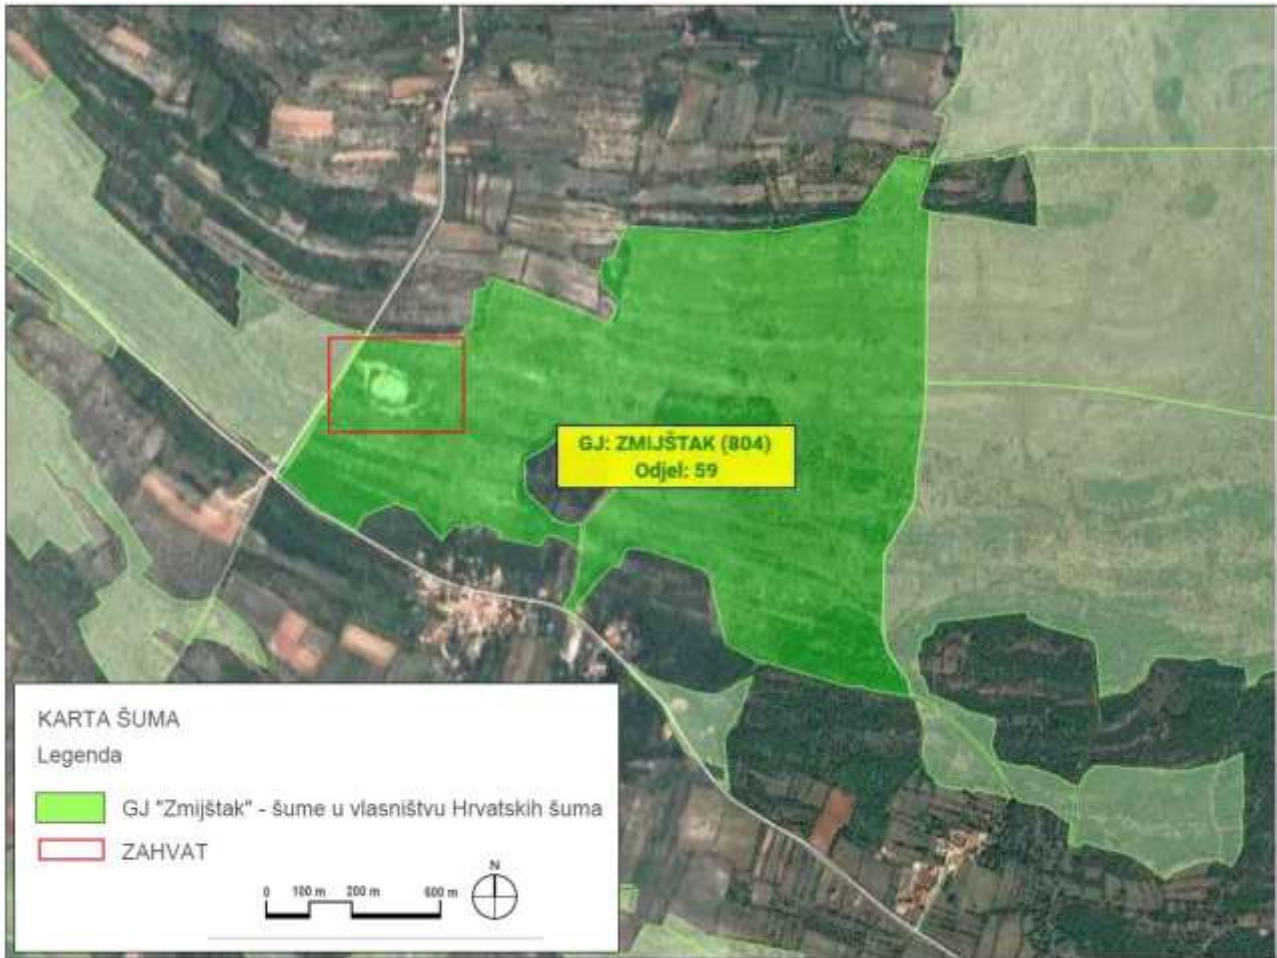 GJ: ZMIJŠTAK (804)
Odjel: 59
KARTA ŠUMA
Legenda
GJ "Zmijštak" - šume u vlasništvu Hrvatskih šuma
ZAHVAT
N
0 100 m 200 m 600 m